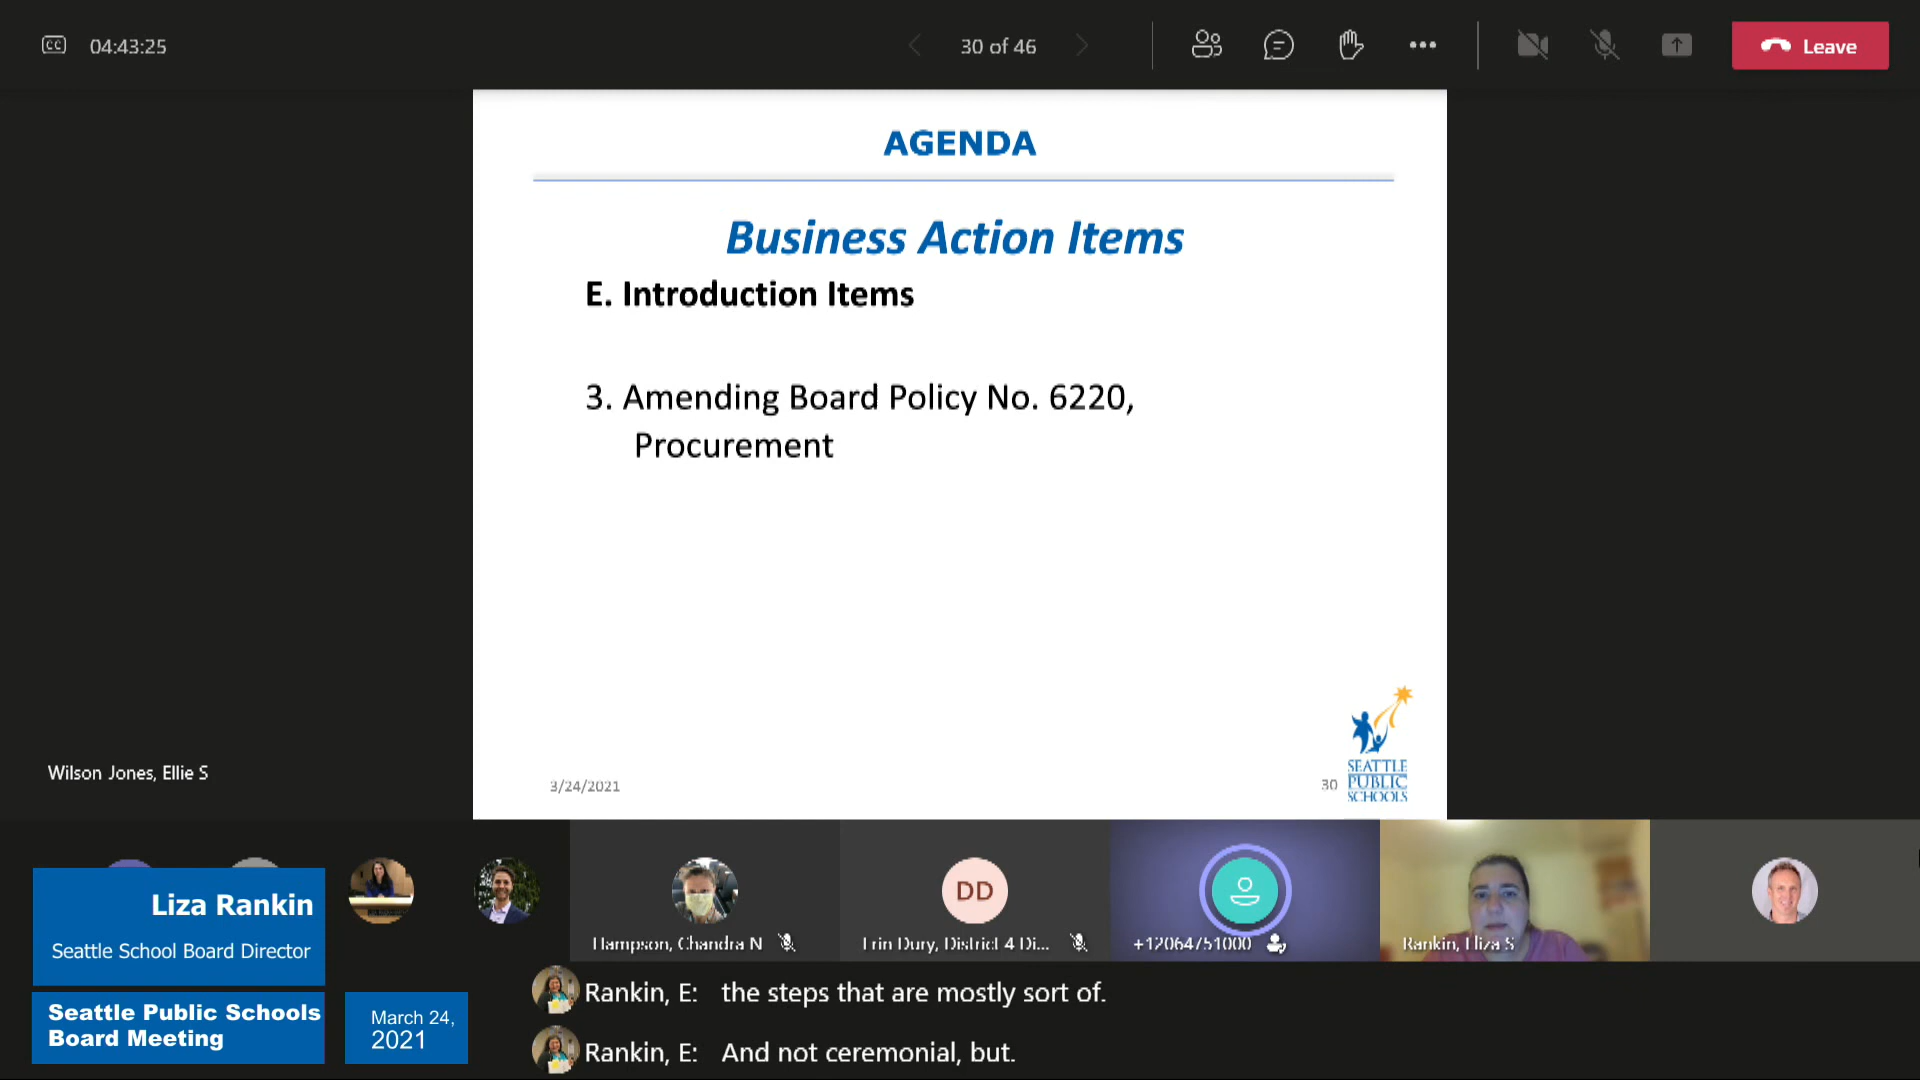 CC 04:43:25
30 of 46
Leave
AGENDA
Business Action Items
E. Introduction Items
3. Amending Board Policy No. 6220,
Procurement
3/24/2021
30
SEATTLE
PUBLIC
SCHOOLS
Wilson Jones, Ellie S
DD
Hampson, Chandra N
Erin Dury, District 4 Di...
+12064751000
Rankin, Eliza S
Liza Rankin
Seattle School Board Director
Seattle Public Schools
Board Meeting
March 24,
2021
Rankin, E: the steps that are mostly sort of.
Rankin, E: And not ceremonial, but.